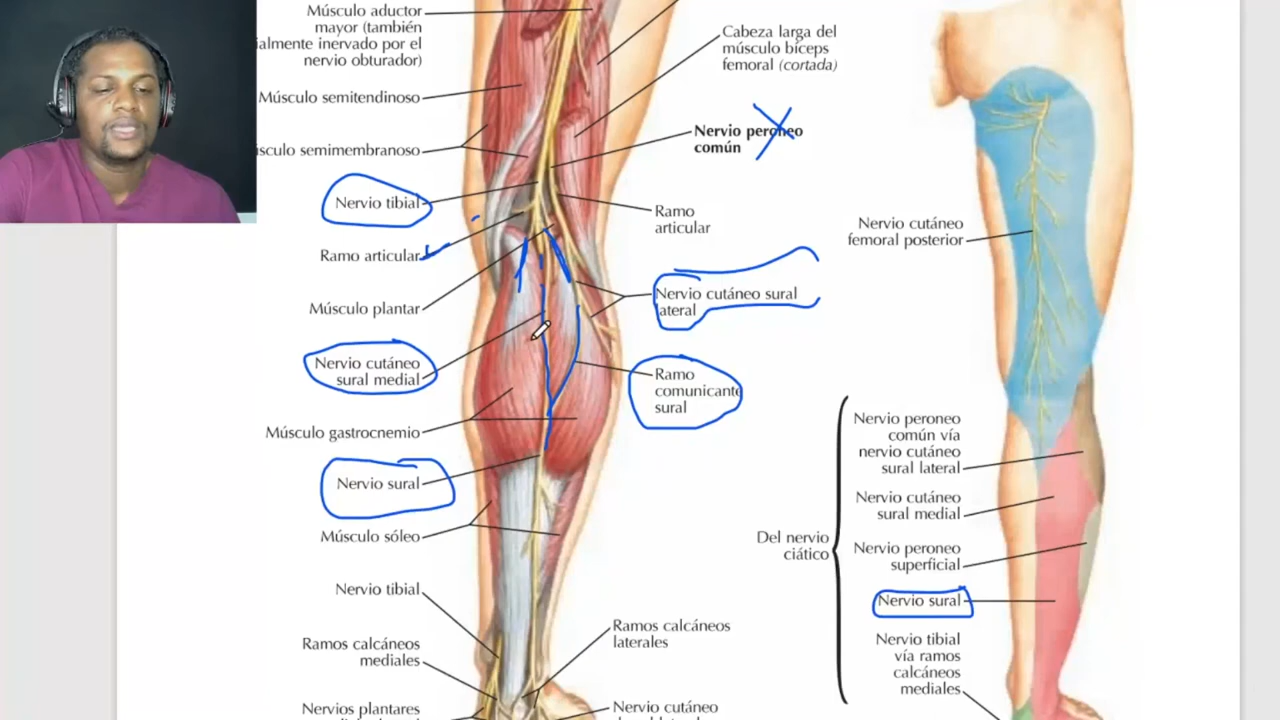 Músculo aductor
mayor (también
ialmente inervado por el
nervio obturador)
Músculo semitendinoso
semimembranoso
Nervio tibial
Ramo articular
Músculo plantar
Nervio cutáneo
sural medial
Músculo gastrocnemio
Nervio sural
Músculo sóleo
Nervio tibial
Ramos calcáneos
mediales
Nervios plantares
Cabeza larga del
músculo bíceps
femoral (cortada)
Nervio peroneo
común
Ramo
articular
Nervio cutáneo sural
ateral
Ramo
comunicante
sural
Ramos calcáneos
laterales
Nervio cutáneo
Nervio cutáneo
femoral posterior
Del nervio
ciático
Nervio peroneo
común vía
nervio cutáneo
sural lateral
Nervio cutáneo
sural medial
Nervio peroneo
superficial
Nervio sural
Nervio tibial
vía ramos
calcáneos
mediales